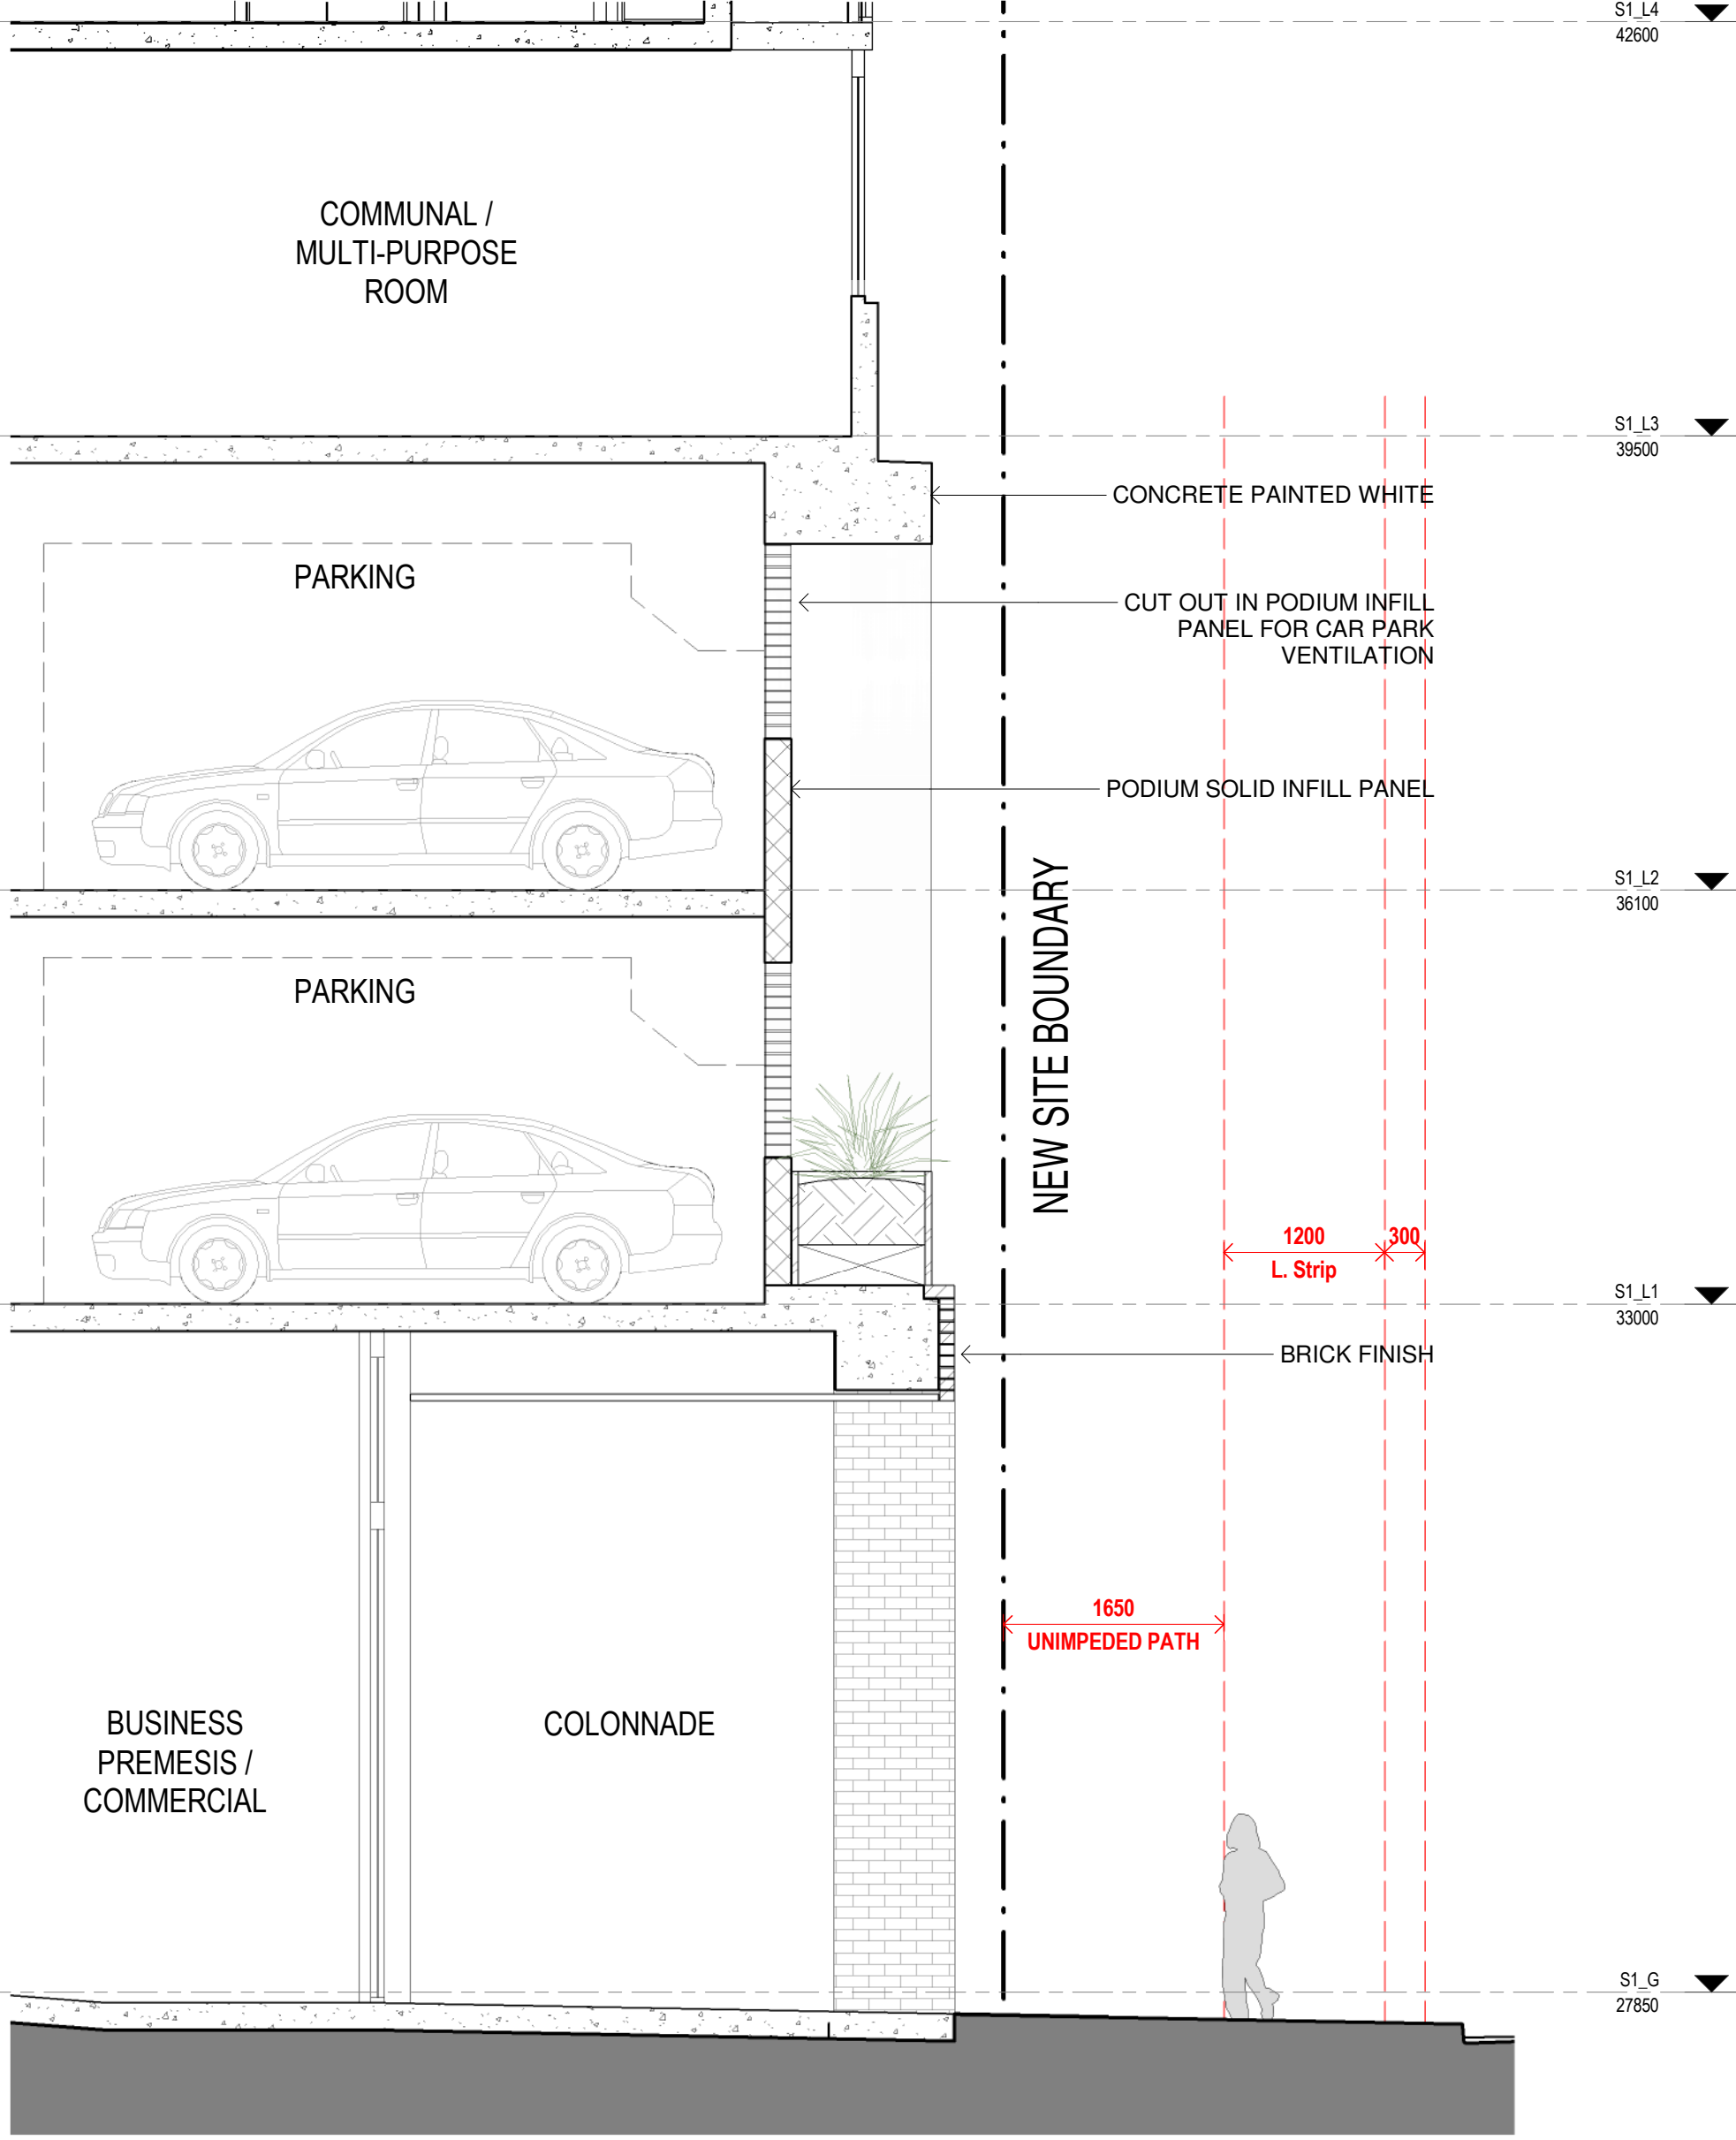 S1_L4
42600
COMMUNAL /
MULTI-PURPOSE
ROOM
S1_L3
39500
CONCRETE PAINTED WHITE
PARKING
CUT OUT IN PODIUM INFILL
PANEL FOR CAR PARK
VENTILATION
PODIUM SOLID INFILL PANEL
S1_L2
36100
NEW SITE BOUNDARY
PARKING
1200
300
L. Strip
S1_L1
33000
BRICK FINISH
1650
UNIMPEDED PATH
BUSINESS
PREMESIS /
COMMERCIAL
COLONNADE
S1_G
27850